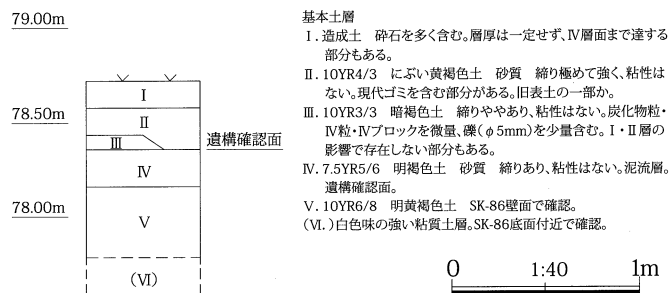 79.00m
78.50m
78.00m
Ⅰ
Ⅱ
Ⅲ
Ⅳ
Ⅴ
(Ⅵ)
遺構確認面
基本土層
Ⅰ. 造成土 砕石を多く含む。層厚は一定せず、Ⅳ層面まで達する
部分もある。
Ⅱ. 10YR4/3 にぶい黄褐色土 砂質 締り極めて強く、粘性は
ない。現代ゴミを含む部分がある。旧表土の一部か。
Ⅲ. 10YR3/3 暗褐色土 締りややあり、粘性はない。炭化物粒・
Ⅳ粒・Ⅳブロックを微量、礫(φ5mm)を少量含む。Ⅰ・Ⅱ層の
影響で存在しない部分もある。
Ⅳ. 7.5YR5/6 明褐色土 砂質 締りあり、粘性はない。泥流層。
遺構確認面。
Ⅴ. 10YR6/8 明黄褐色土 SK-86壁面で確認。
(Ⅵ.)白色味の強い粘質土層。SK-86底面付近で確認。
0 1:40 1m